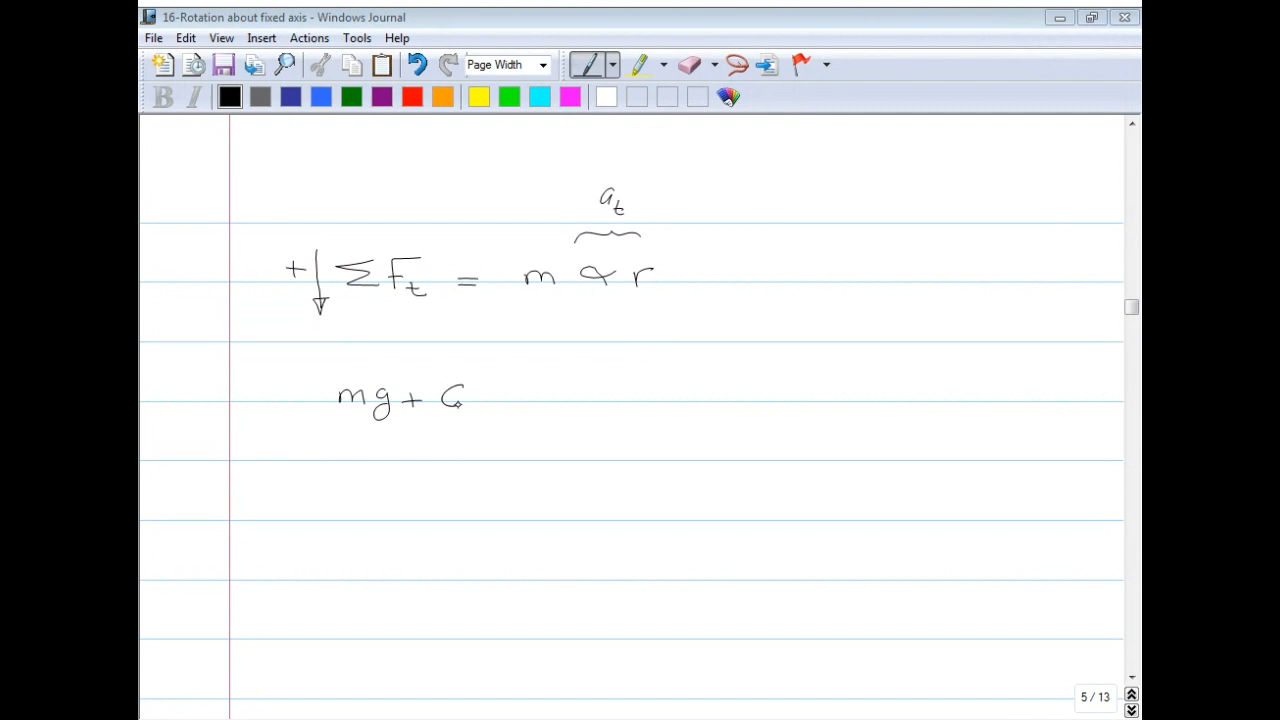 16-Rotation about fixed axis - Windows Journal
File Edit View Insert Actions Tools Help
Page Width
B I
a_t
+↓ ΣF_t = m α r
mg + C
5 / 13